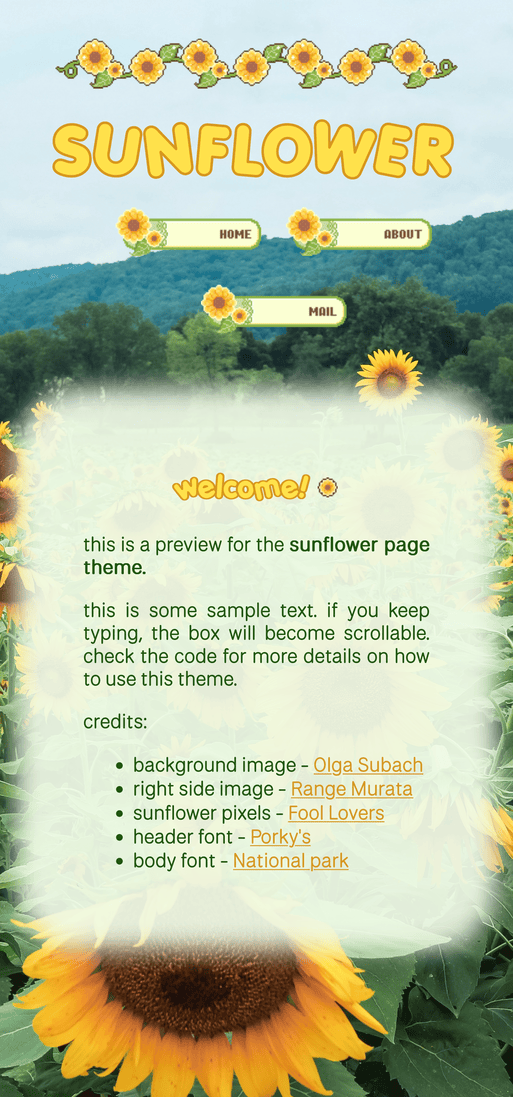 SUNFLOWER
HOME
ABOUT
MAIL
welcome!
this is a preview for the sunflower page
theme.
this is some sample text. if you keep
typing, the box will become scrollable.
check the code for more details on how
to use this theme.
credits:
• background image - Olga Subach
• right side image - Range Murata
• sunflower pixels - Fool Lovers
• header font - Porky's
• body font - National park